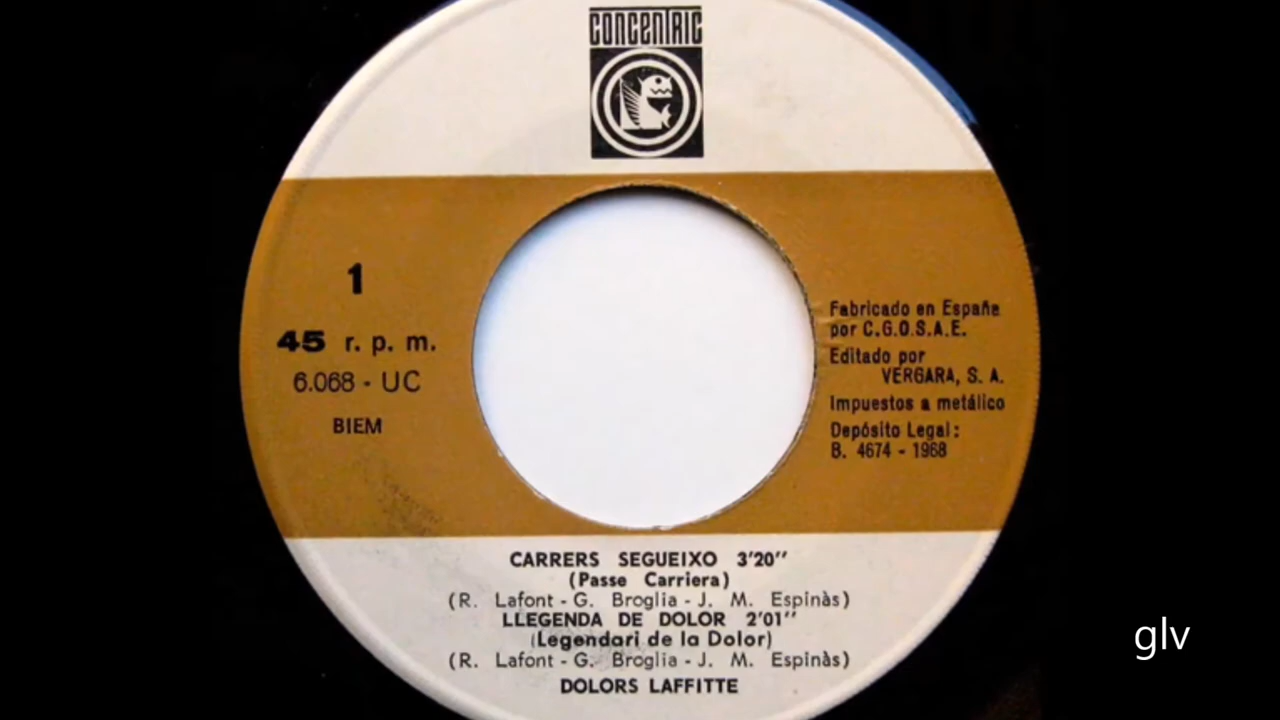 CONCENTRIC
1
45 r. p. m.
6.068 - UC
BIEM
Fabricado en España
por C.G.O.S.A.E.
Editado por
VERGARA, S. A.
Impuestos a metálico
Depósito Legal:
B. 4674 - 1968
CARRERS SEGUEIXO 3'20''
(Passe Carriera)
(R. Lafont - G. Broglia - J. M. Espinàs)
LLEGENDA DE DOLOR 2'01''
(Legendari de la Dolor)
(R. Lafont - G. Broglia - J. M. Espinàs)
DOLORS LAFFITTE
glv